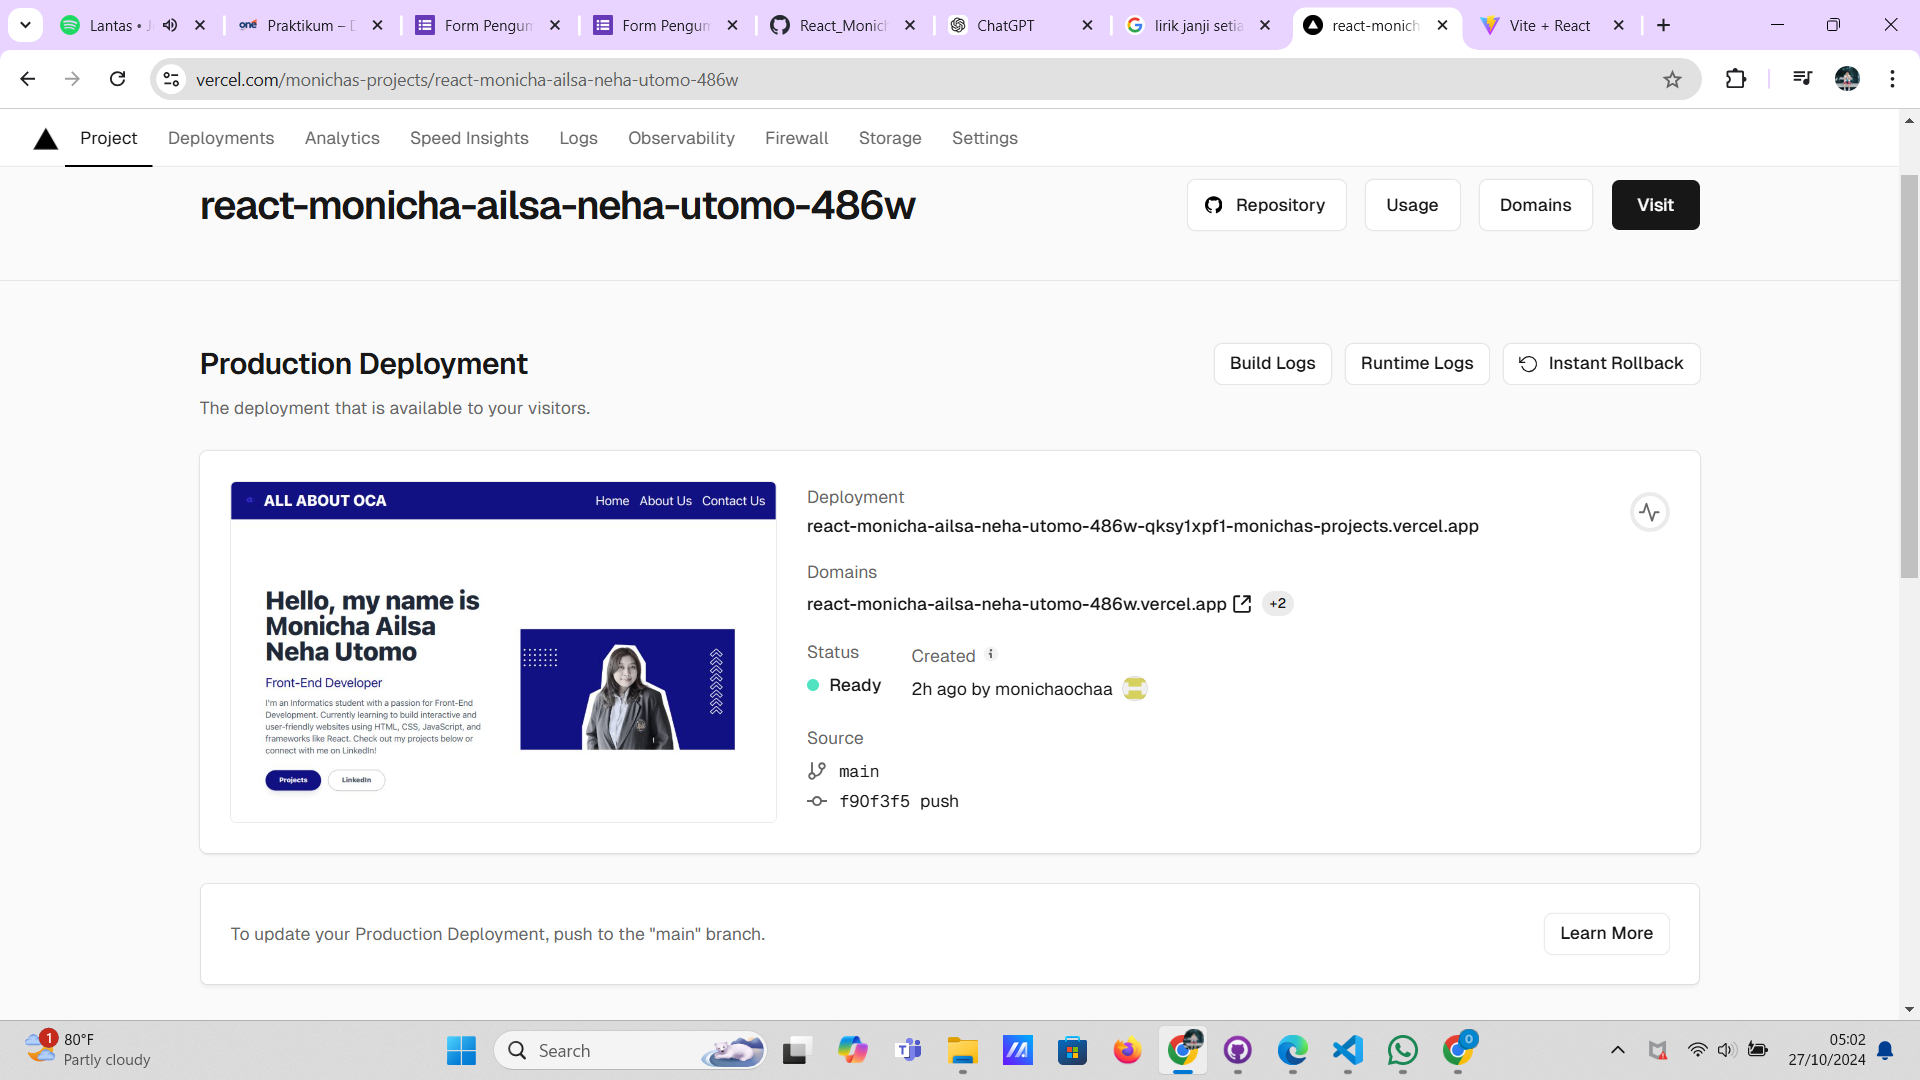 Lantas • J
Praktikum – D
Form Pengum
Form Pengum
React_Monich
ChatGPT
lirik janji setia
react-monich
Vite + React
vercel.com/monichas-projects/react-monicha-ailsa-neha-utomo-486w
Project
Deployments
Analytics
Speed Insights
Logs
Observability
Firewall
Storage
Settings
react-monicha-ailsa-neha-utomo-486w
Repository
Usage
Domains
Visit
Production Deployment
Build Logs
Runtime Logs
Instant Rollback
The deployment that is available to your visitors.
ALL ABOUT OCA
Home About Us Contact Us
Hello, my name is
Monicha Ailsa
Neha Utomo
Front-End Developer
I'm an Informatics student with a passion for Front-End
Development. Currently learning to build interactive and
user-friendly websites using HTML, CSS, JavaScript, and
frameworks like React. Check out my projects below or
connect with me on LinkedIn!
Projects
LinkedIn
Deployment
react-monicha-ailsa-neha-utomo-486w-qksy1xpf1-monichas-projects.vercel.app
Domains
react-monicha-ailsa-neha-utomo-486w.vercel.app +2
Status
Ready
Created
2h ago by monichaochaa
Source
main
f90f3f5 push
To update your Production Deployment, push to the "main" branch.
Learn More
1
80°F
Partly cloudy
Search
0
05:02
27/10/2024